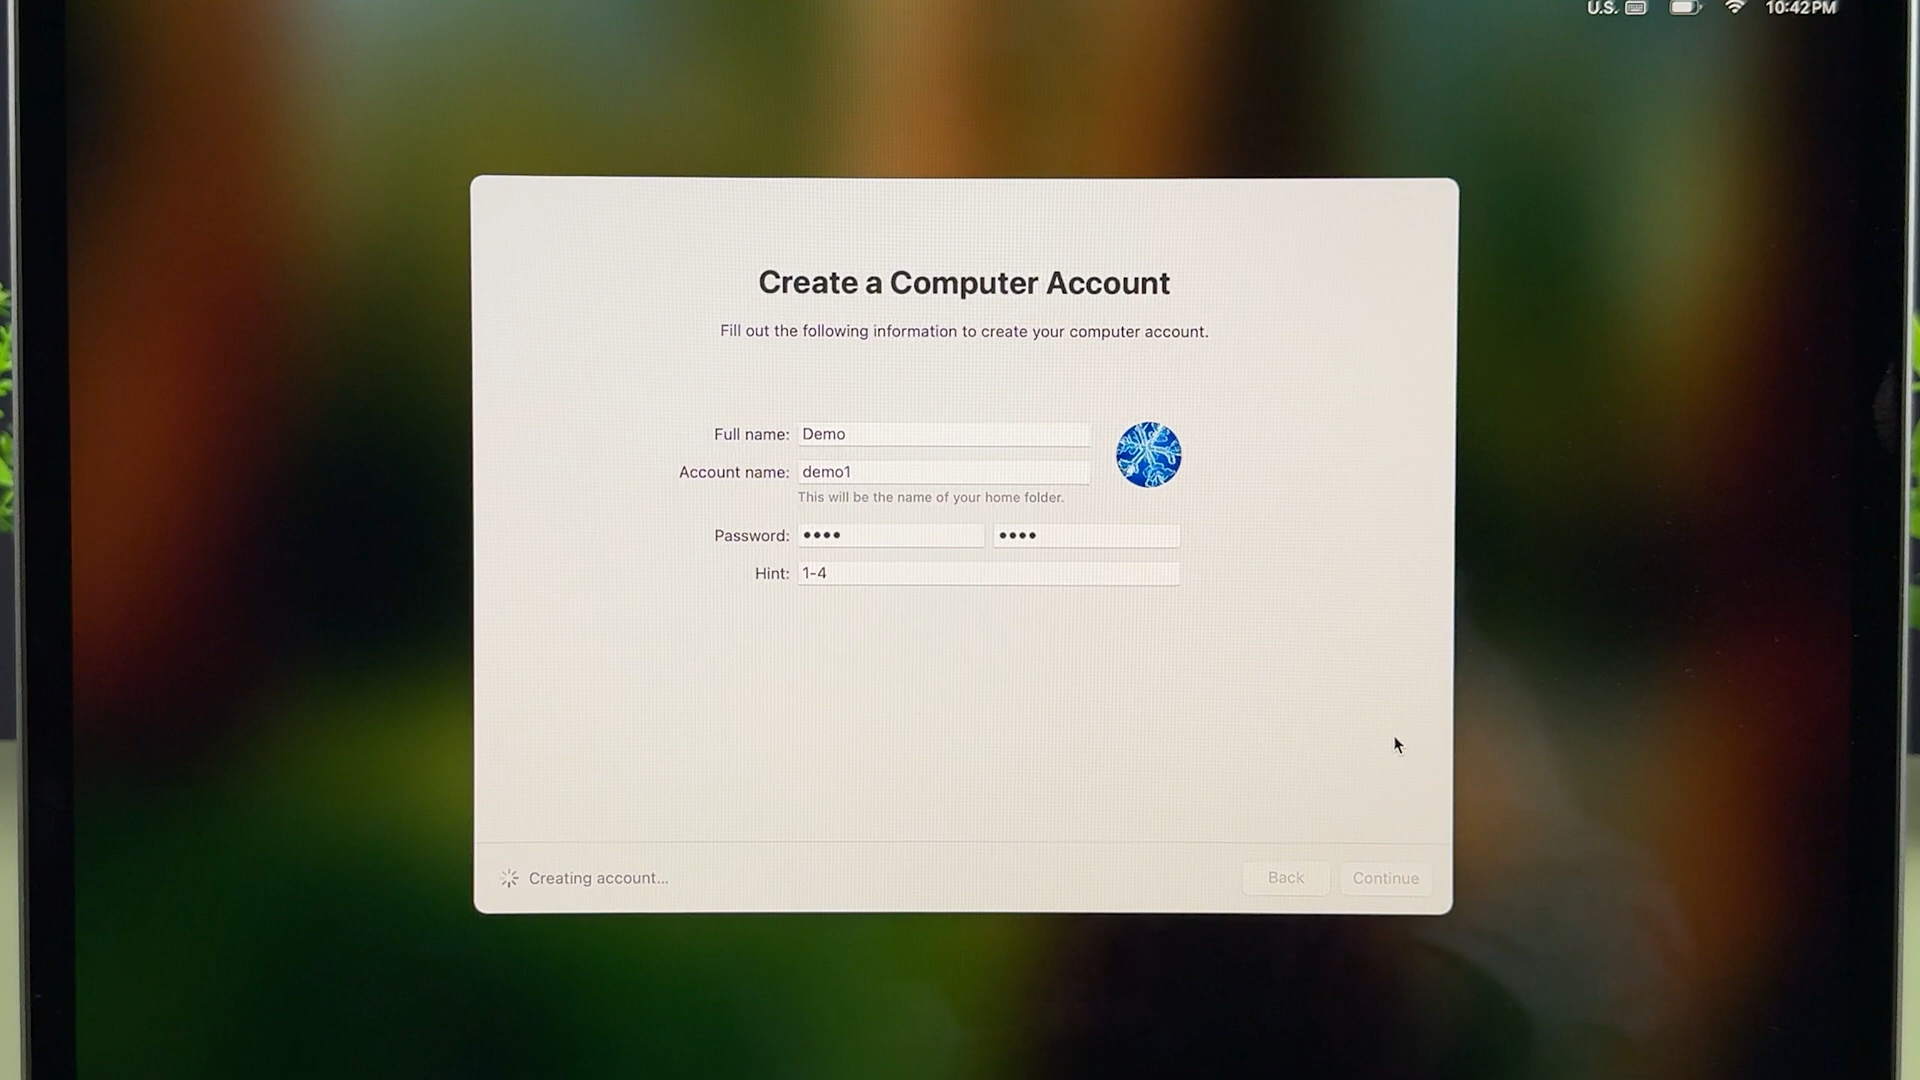 U.S. 10:42 PM
Create a Computer Account
Fill out the following information to create your computer account.
Full name: Demo
Account name: demo1
This will be the name of your home folder.
Password: •••• ••••
Hint: 1-4
Creating account... Back Continue